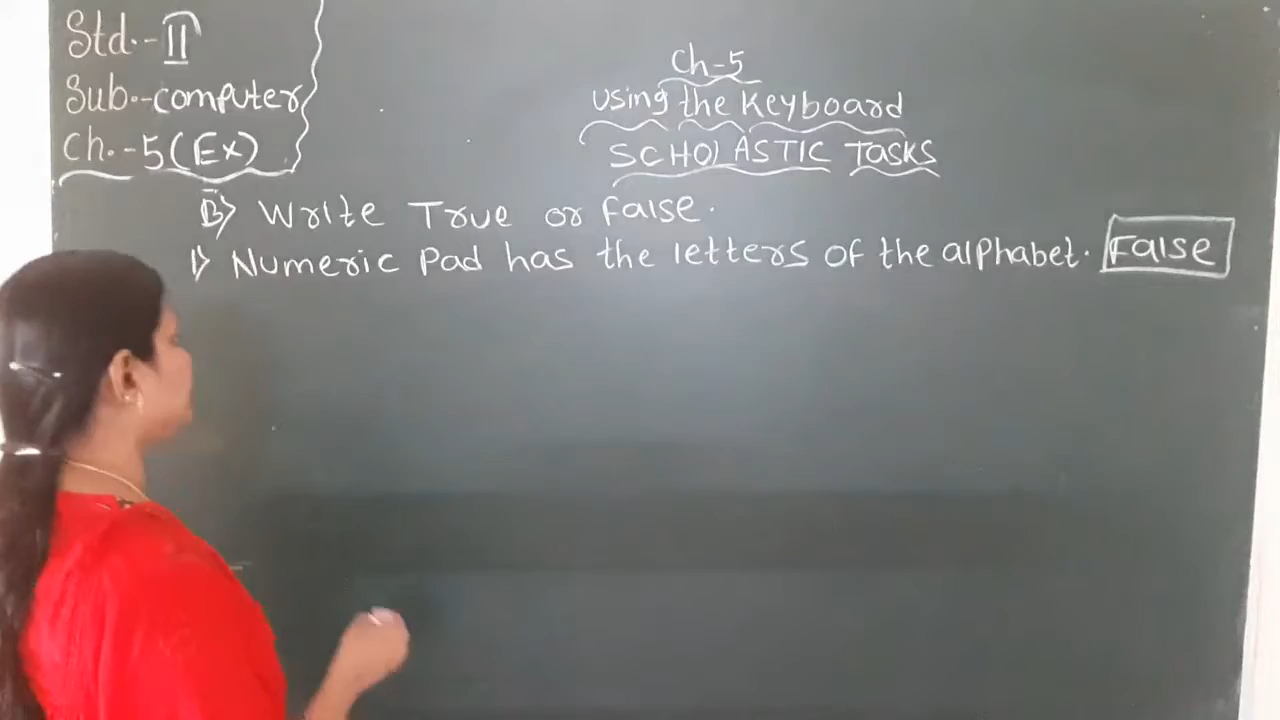 Std.-II
Sub.-computer
Ch.-5(Ex)
Ch-5
using the Keyboard
SCHOLASTIC TASKS
B) Write True or False.
1) Numeric Pad has the letters of the alphabet. False